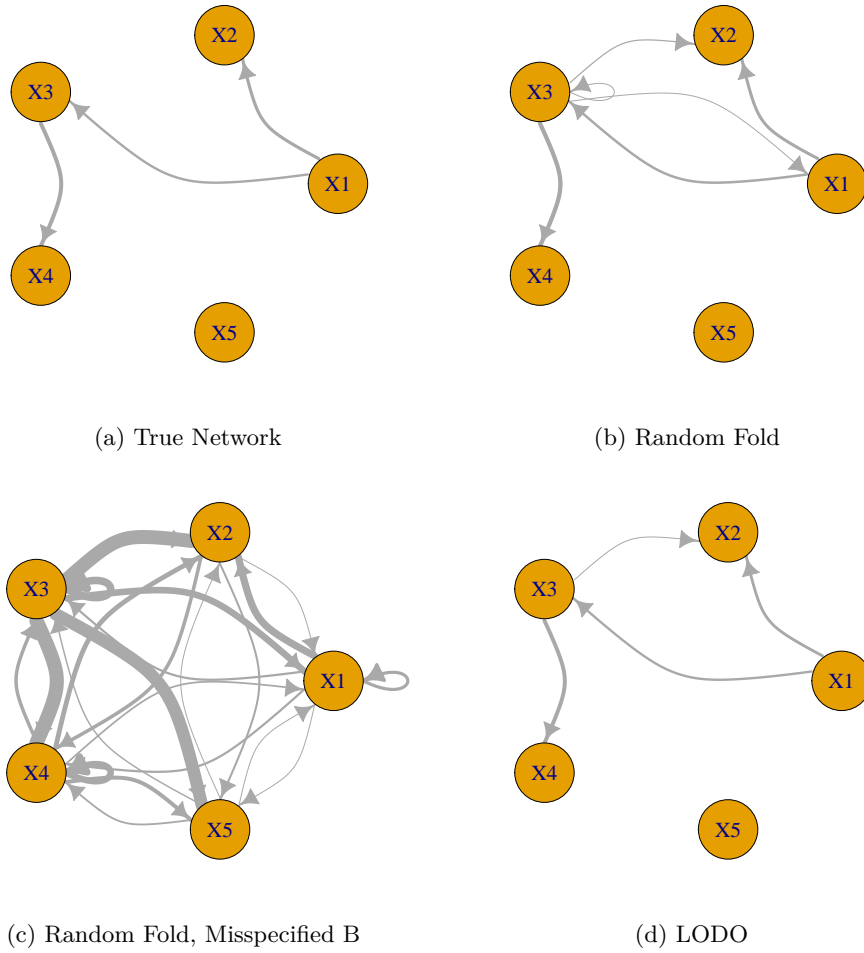 X2
X3
X1
X4
X5
(a) True Network
X2
X3
X1
X4
X5
(b) Random Fold
X2
X3
X1
X4
X5
(c) Random Fold, Misspecified B
X2
X3
X1
X4
X5
(d) LODO